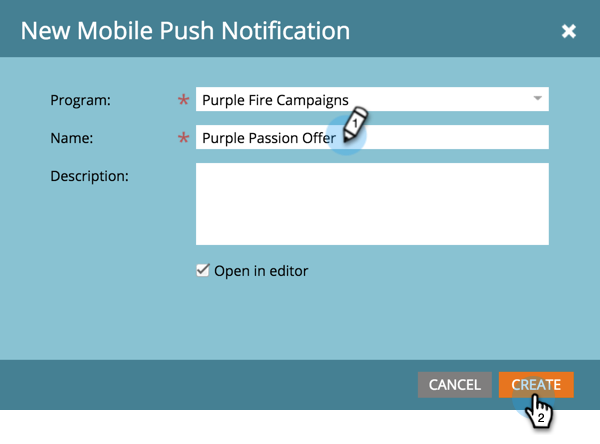 New Mobile Push Notification ✖
Program: * Purple Fire Campaigns
Name: * Purple Passion Offer 1
Description:
Open in editor
CANCEL CREATE
2